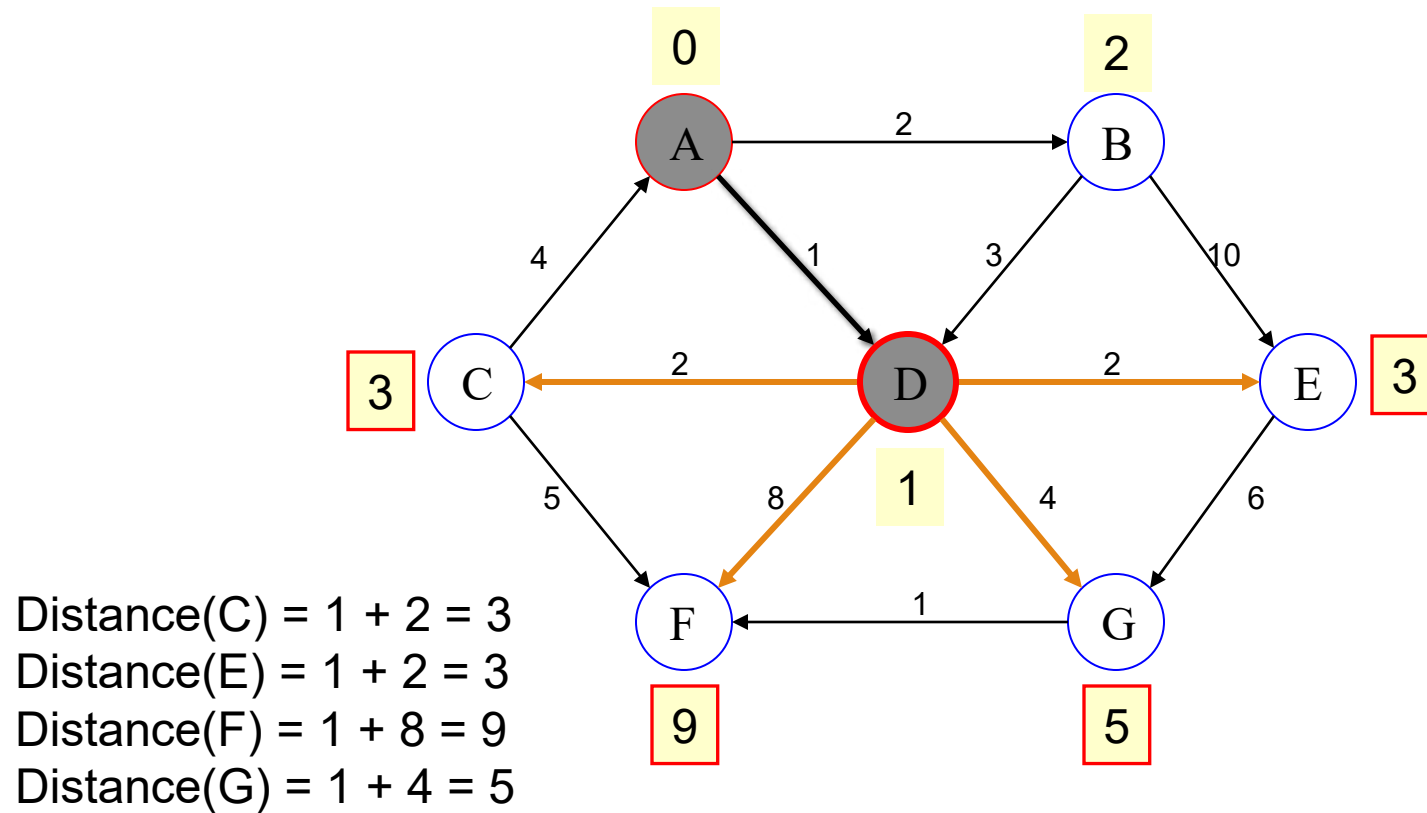 0
2
A
2
B
4
1
3
10
3
C
2
D
2
E
3
5
8
1
4
6
F
1
G
9
5
Distance(C) = 1 + 2 = 3
Distance(E) = 1 + 2 = 3
Distance(F) = 1 + 8 = 9
Distance(G) = 1 + 4 = 5